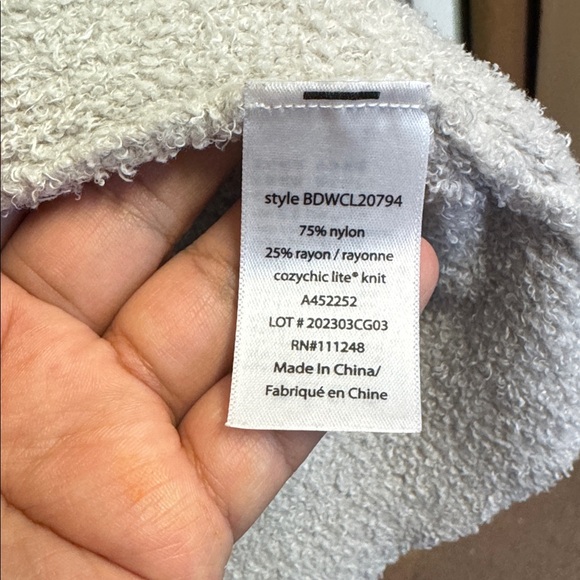 style BDWCL20794
75% nylon
25% rayon / rayonne
cozychic lite® knit
A452252
LOT # 202303CG03
RN#111248
Made In China/
Fabriqué en Chine